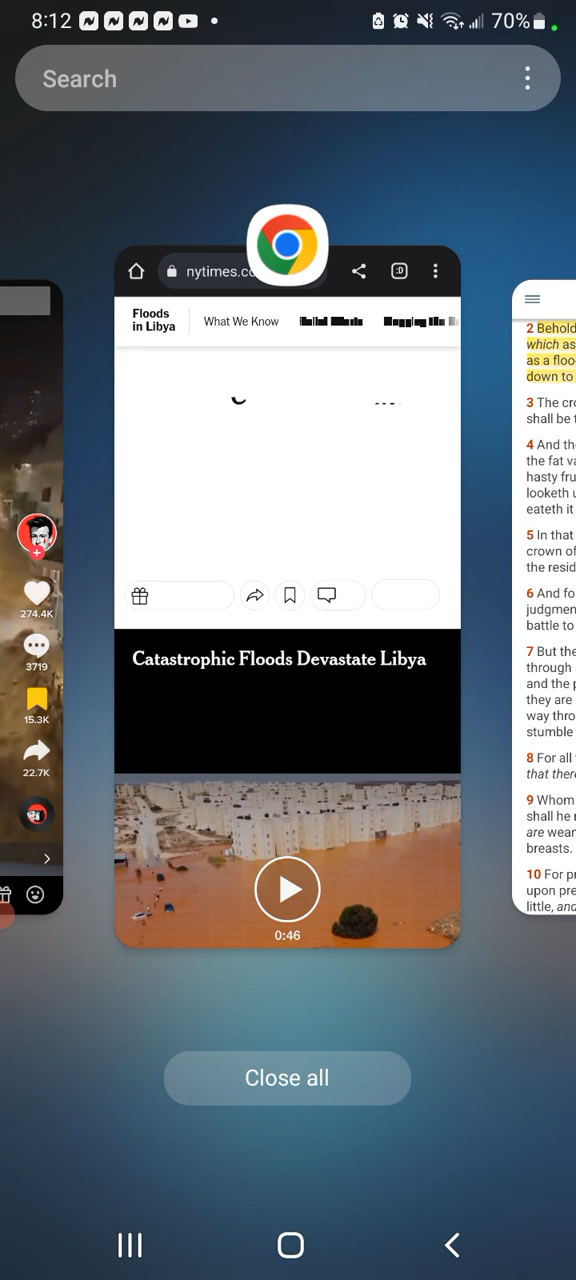 8:12
70%
Search
nytimes.c
Floods
in Libya
What We Know
Catastrophic Floods Devastate Libya
0:46
274.4K
3719
15.3K
22.7K
2 Behold
which as
as a floo
down to
3 The cro
shall be t
4 And the
the fat va
hasty fru
looketh u
eateth it
5 In that
crown of
the resid
6 And fo
judgmen
battle to
7 But the
through
and the p
they are
way thro
stumble
8 For all
that there
9 Whom
shall he
are wean
breasts.
10 For pr
upon pre
little, and
Close all